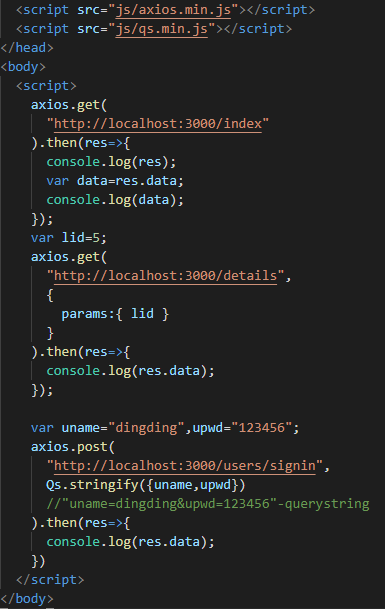 <script src="js/axios.min.js"></script>
<script src="js/qs.min.js"></script>
</head>
<body>
<script>
axios.get(
"http://localhost:3000/index"
).then(res=>{
console.log(res);
var data=res.data;
console.log(data);
});
var lid=5;
axios.get(
"http://localhost:3000/details",
{
params:{ lid }
}
).then(res=>{
console.log(res.data);
});
var uname="dingding",upwd="123456";
axios.post(
"http://localhost:3000/users/signin",
Qs.stringify({uname,upwd})
//"uname=dingding&upwd=123456"-querystring
).then(res=>{
console.log(res.data);
})
</script>
</body>